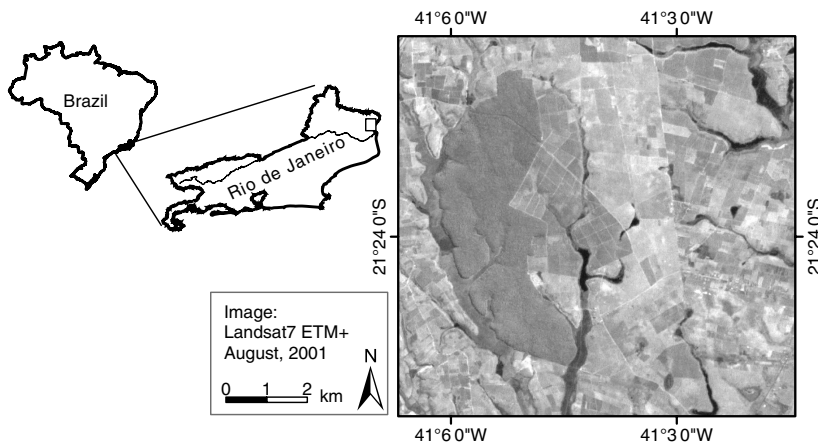 41°6 0"W
41°3 0"W
Brazil
Rio de Janeiro
21°24 0"S
21°24 0"S
Image:
Landsat7 ETM+
August, 2001
N
0 1 2 km
41°6 0"W
41°3 0"W